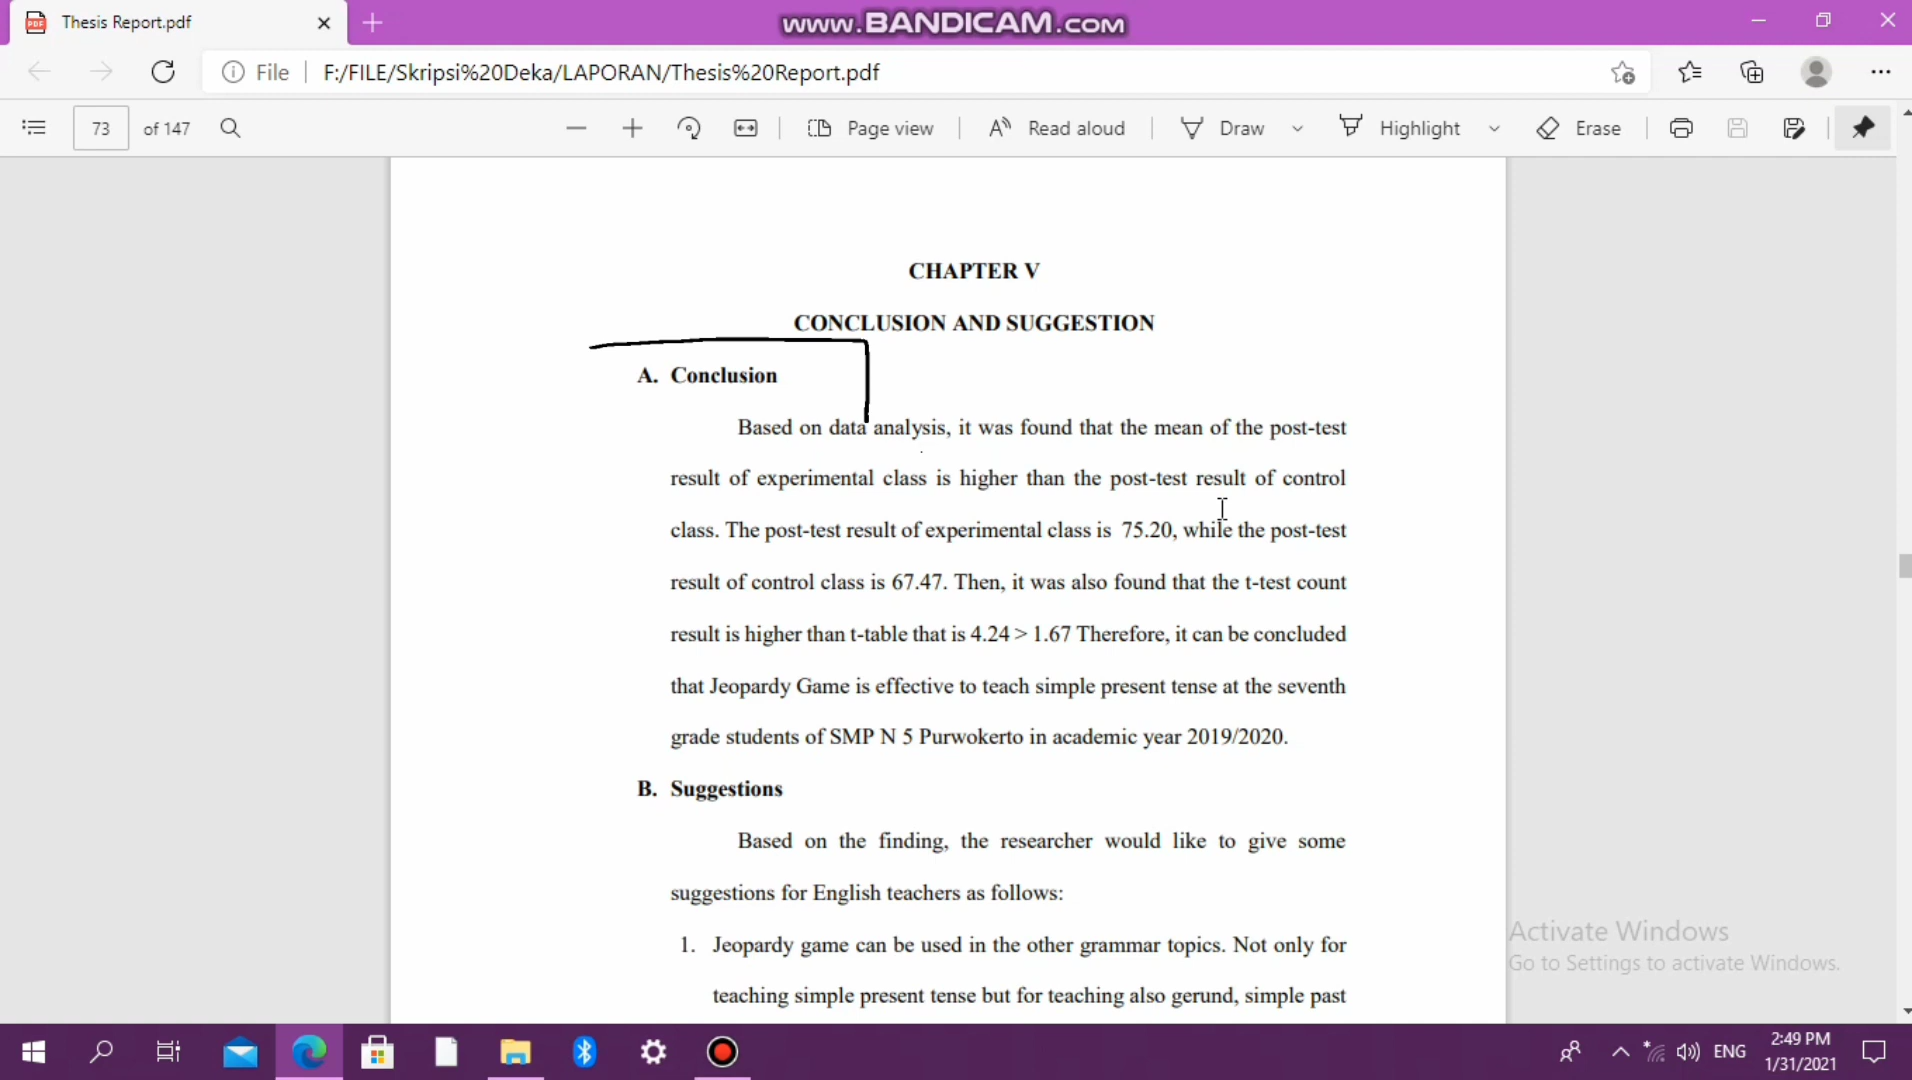 Thesis Report.pdf
www.BANDICAM.com
File
F:/FILE/Skripsi%20Deka/LAPORAN/Thesis%20Report.pdf
73 of 147
Page view
Read aloud
Draw
Highlight
Erase
CHAPTER V
CONCLUSION AND SUGGESTION
A. Conclusion
Based on data analysis, it was found that the mean of the post-test
result of experimental class is higher than the post-test result of control
class. The post-test result of experimental class is 75.20, while the post-test
result of control class is 67.47. Then, it was also found that the t-test count
result is higher than t-table that is 4.24 > 1.67 Therefore, it can be concluded
that Jeopardy Game is effective to teach simple present tense at the seventh
grade students of SMP N 5 Purwokerto in academic year 2019/2020.
B. Suggestions
Based on the finding, the researcher would like to give some
suggestions for English teachers as follows:
1. Jeopardy game can be used in the other grammar topics. Not only for
teaching simple present tense but for teaching also gerund, simple past
Activate Windows
Go to Settings to activate Windows.
ENG
2:49 PM
1/31/2021